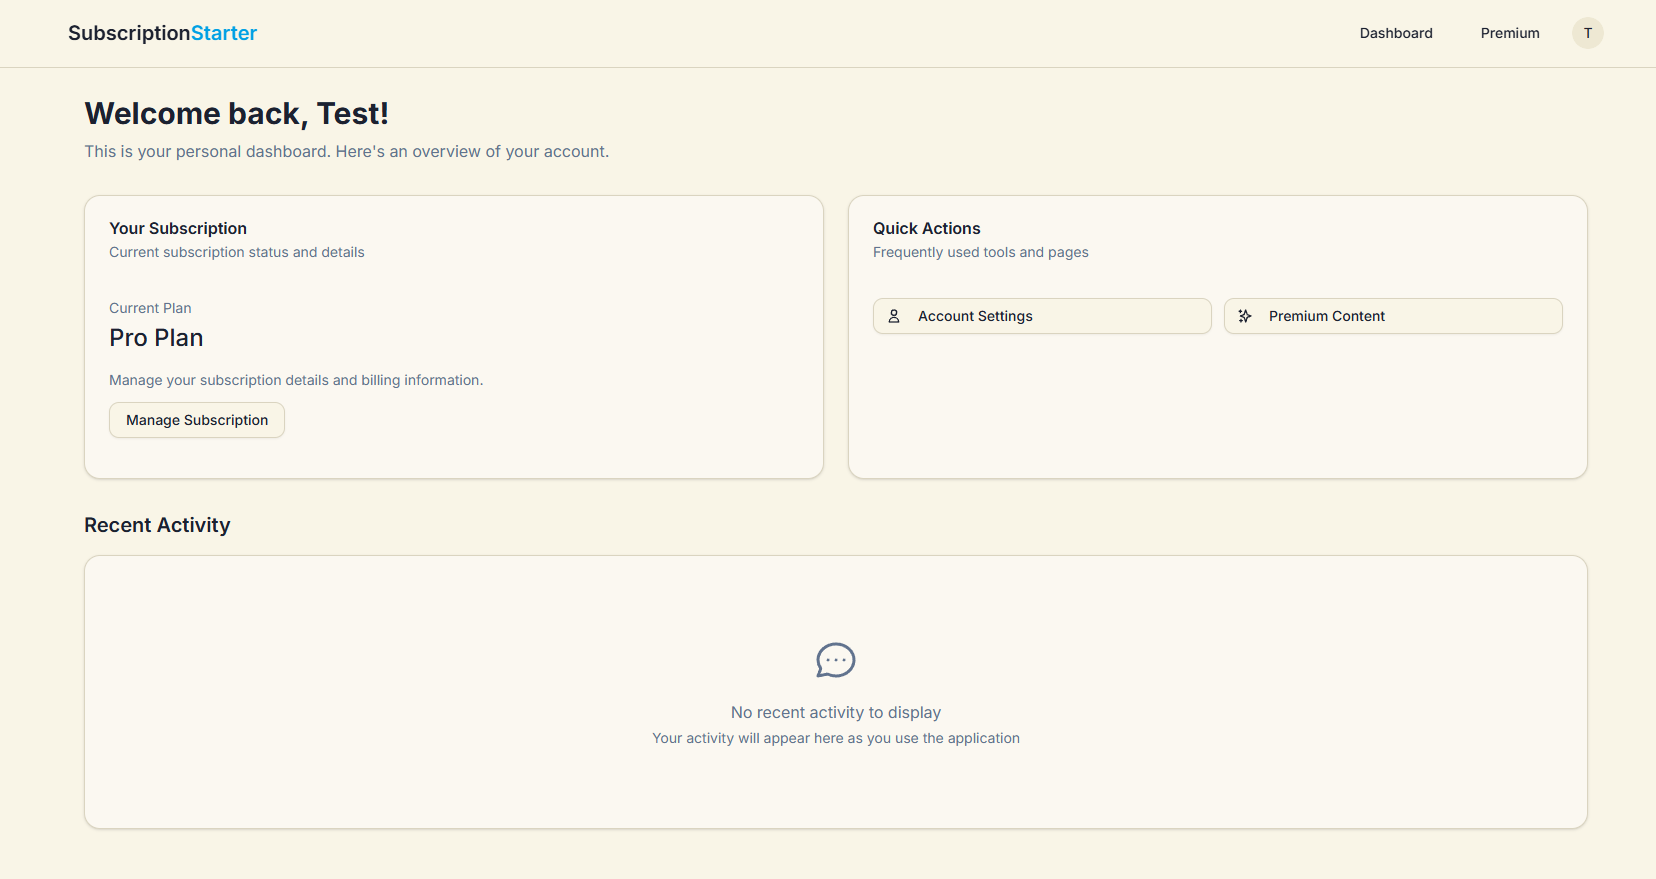 SubscriptionStarter
Dashboard
Premium
T
Welcome back, Test!
This is your personal dashboard. Here's an overview of your account.
Your Subscription
Current subscription status and details
Current Plan
Pro Plan
Manage your subscription details and billing information.
Manage Subscription
Quick Actions
Frequently used tools and pages
Account Settings
Premium Content
Recent Activity
No recent activity to display
Your activity will appear here as you use the application